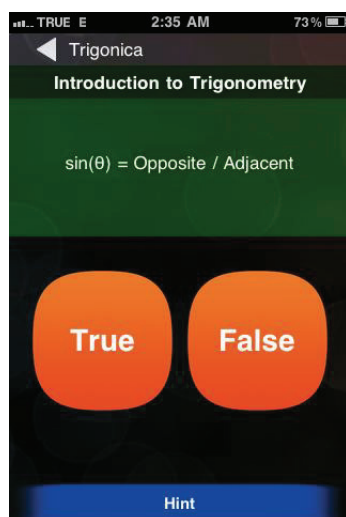 TRUE E 2:35 AM 73%
Trigonica
Introduction to Trigonometry
sin(θ) = Opposite / Adjacent
True False
Hint